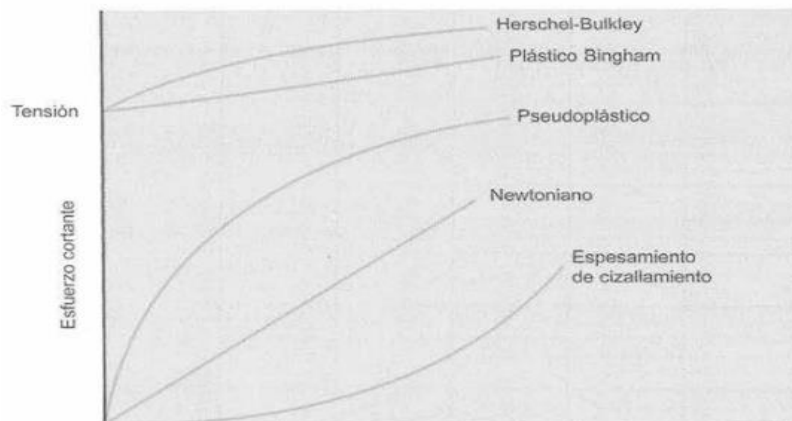 Herschel-Bulkley
Plástico Bingham
Tensión
Pseudoplástico
Newtoniano
Esfuerzo cortante
Espesamiento
de cizallamiento